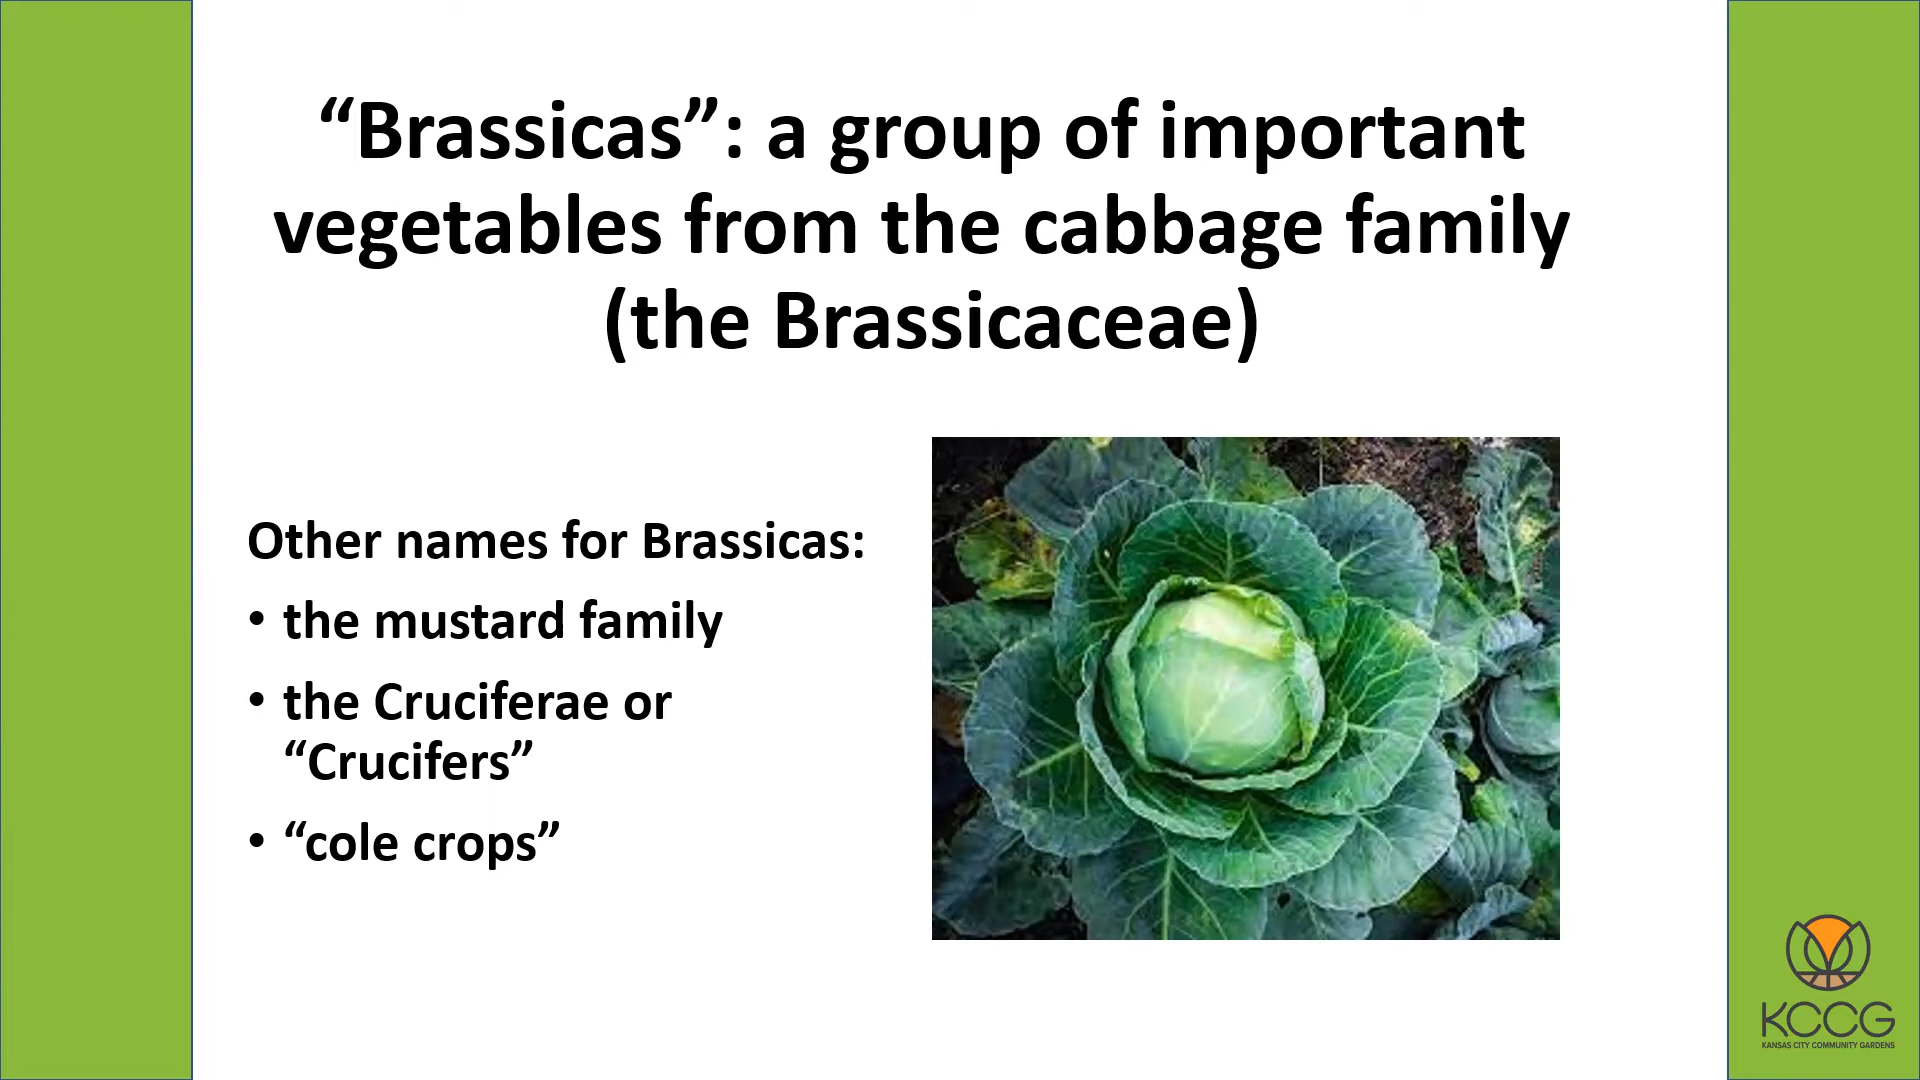 “Brassicas”: a group of important
vegetables from the cabbage family
(the Brassicaceae)
Other names for Brassicas:
• the mustard family
• the Cruciferae or
“Crucifers”
• “cole crops”
KCCG
KANSAS CITY COMMUNITY GARDENS